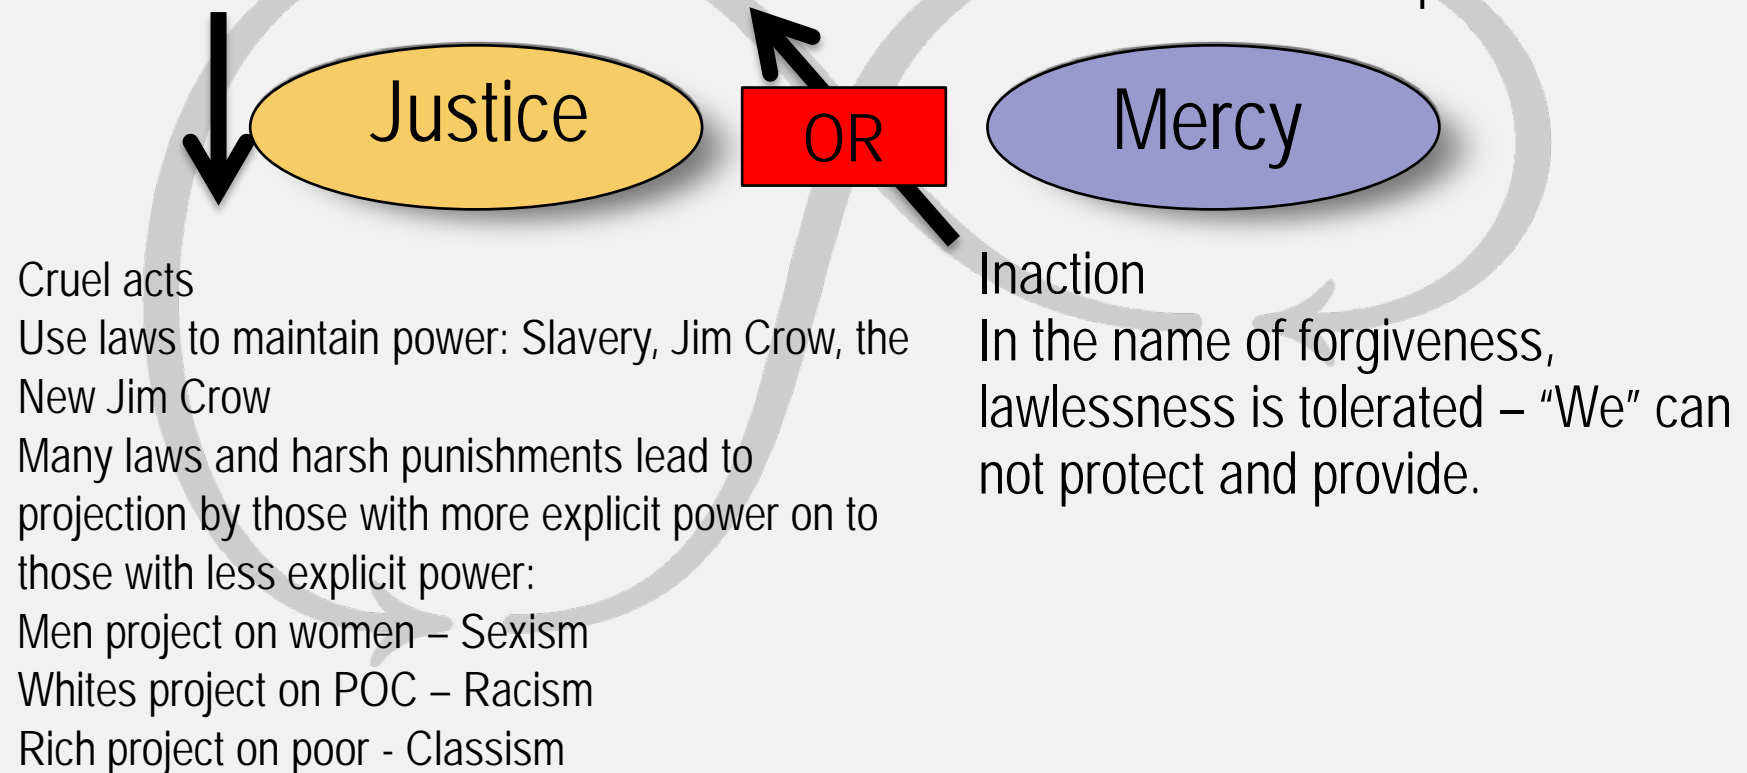 Justice
OR
Mercy
Cruel acts
Use laws to maintain power: Slavery, Jim Crow, the
New Jim Crow
Many laws and harsh punishments lead to
projection by those with more explicit power on to
those with less explicit power:
Men project on women – Sexism
Whites project on POC – Racism
Rich project on poor - Classism
Inaction
In the name of forgiveness,
lawlessness is tolerated – “We” can
not protect and provide.